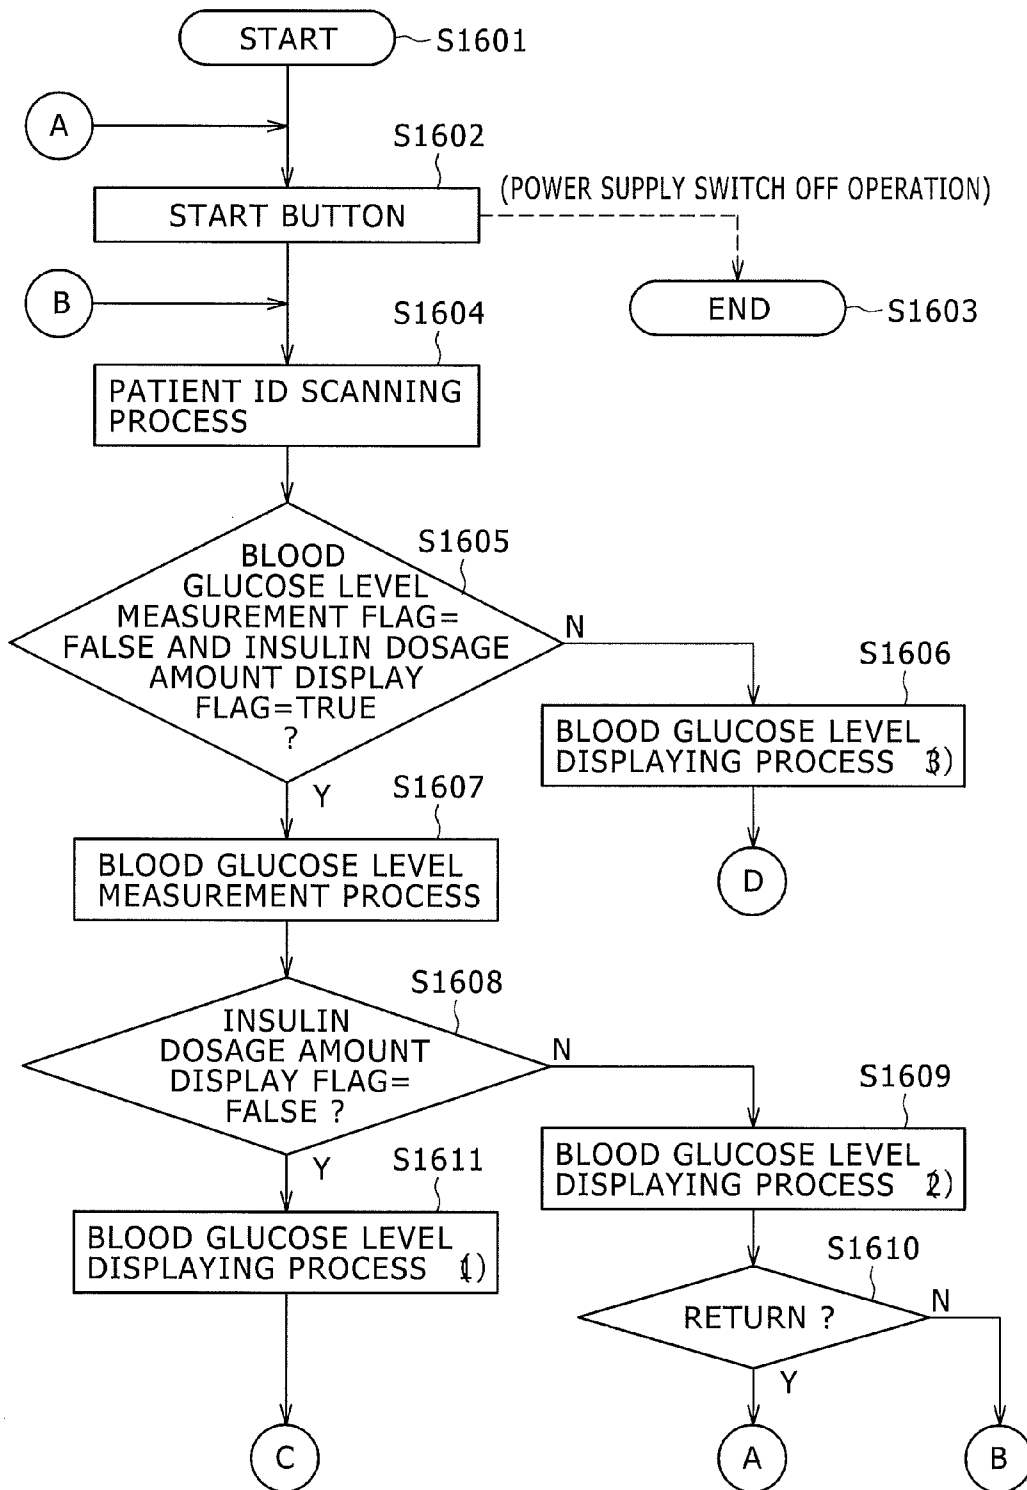 START
S1601
A
S1602
START BUTTON
(POWER SUPPLY SWITCH OFF OPERATION)
B
S1604
END
S1603
PATIENT ID SCANNING
PROCESS
S1605
BLOOD
GLUCOSE LEVEL
MEASUREMENT FLAG=
FALSE AND INSULIN DOSAGE
AMOUNT DISPLAY
FLAG=TRUE
?
N
Y
S1606
BLOOD GLUCOSE LEVEL
DISPLAYING PROCESS (3)
D
S1607
BLOOD GLUCOSE LEVEL
MEASUREMENT PROCESS
S1608
INSULIN
DOSAGE AMOUNT
DISPLAY FLAG=
FALSE ?
N
Y
S1609
BLOOD GLUCOSE LEVEL
DISPLAYING PROCESS (2)
S1611
BLOOD GLUCOSE LEVEL
DISPLAYING PROCESS (1)
S1610
RETURN ?
N
Y
C
A
B